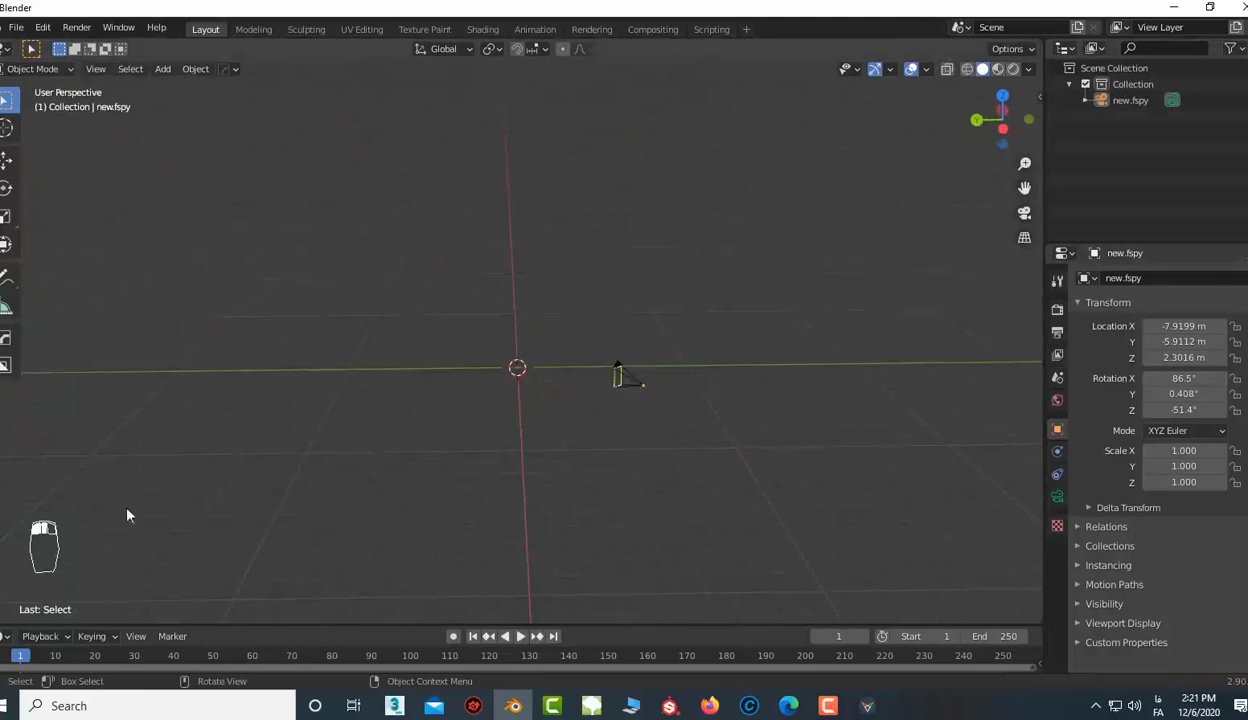 Blender
File Edit Render Window Help Layout Modeling Sculpting UV Editing Texture Paint Shading Animation Rendering Compositing Scripting + Scene View Layer
Global Options
Object Mode View Select Add Object
User Perspective
(1) Collection | new.fspy
Z
Y
Last: Select
Scene Collection
Collection
new.fspy
new.fspy
new.fspy
Transform
Location X -7.9199 m
Y -5.9112 m
Z 2.3016 m
Rotation X 86.5°
Y 0.408°
Z -51.4°
Mode XYZ Euler
Scale X 1.000
Y 1.000
Z 1.000
Delta Transform
Relations
Collections
Instancing
Motion Paths
Visibility
Viewport Display
Custom Properties
Playback Keying View Marker 1 Start 1 End 250
1 10 20 30 40 50 60 70 80 90 100 110 120 130 140 150 160 170 180 190 200 210 220 230 240 250
Select Box Select Rotate View Object Context Menu 2.90
Search
فا
FA
2:21 PM
12/6/2020